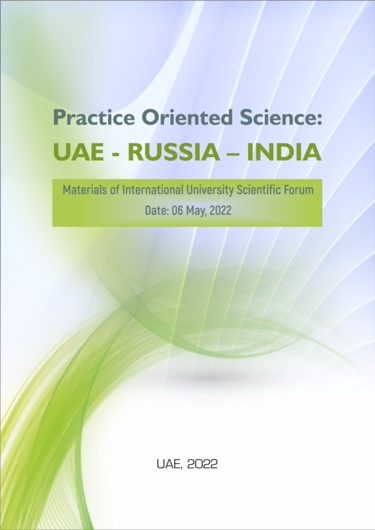 Practice Oriented Science:
UAE - RUSSIA – INDIA
Materials of International University Scientific Forum
Date: 06 May, 2022
UAE, 2022